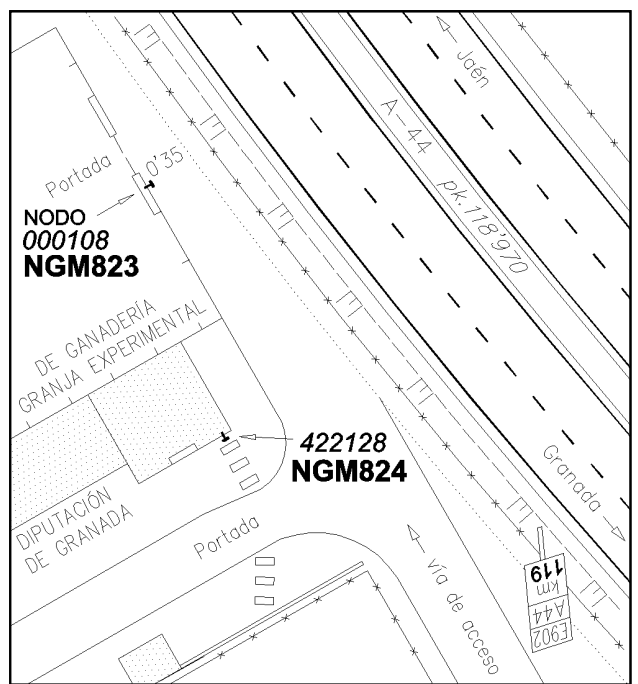 Jaén
A-44
pk.118'970
Portada
0'35
NODO
000108
NGM823
DE GANADERÍA
GRANJA EXPERIMENTAL
422128
NGM824
Granada
DIPUTACIÓN
DE GRANADA
Portada
vía de acceso
119
km
A44
E902